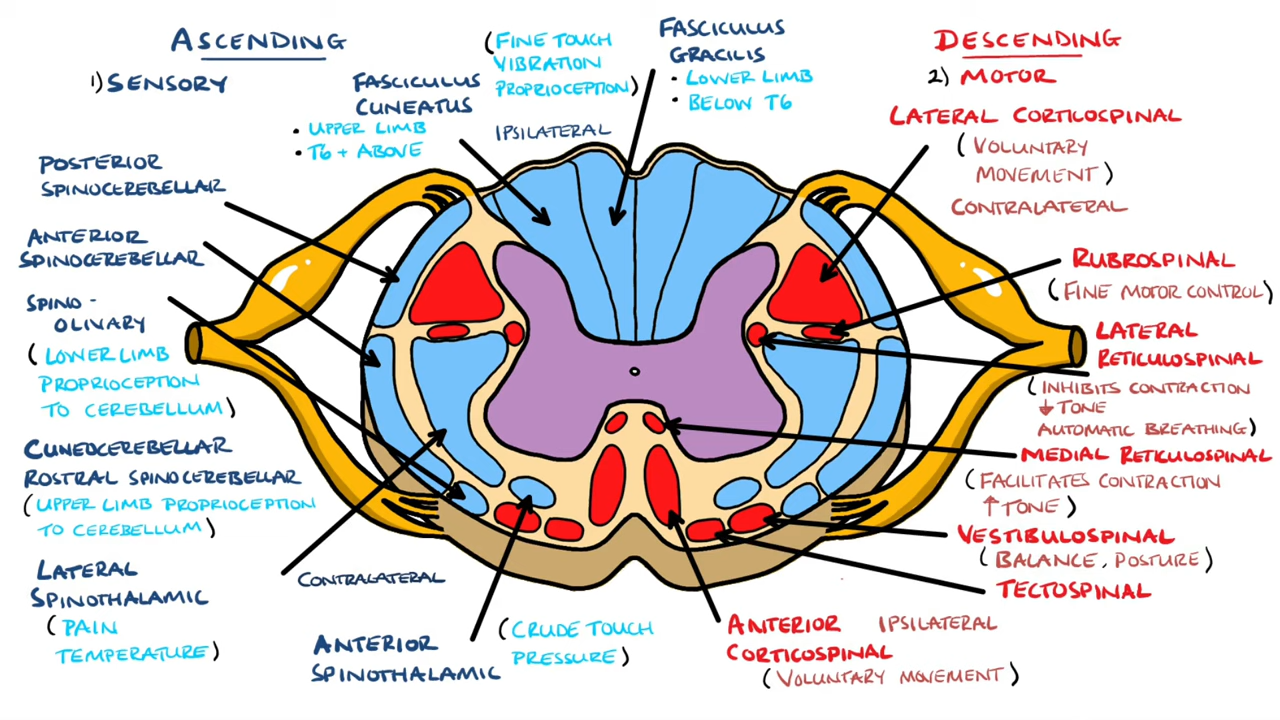 ASCENDING
1) SENSORY
FASCICULUS
CUNEATUS
• UPPER LIMB
• T6 + ABOVE
(FINE TOUCH
VIBRATION
PROPRIOCEPTION)
IPSILATERAL
FASCICULUS
GRACILIS
• LOWER LIMB
• BELOW T6
POSTERIOR
SPINOCEREBELLAR
ANTERIOR
SPINOCEREBELLAR
SPINO-
OLIVARY
(LOWER LIMB
PROPRIOCEPTION
TO CEREBELLUM)
CUNEOCEREBELLAR
ROSTRAL SPINOCEREBELLAR
(UPPER LIMB PROPRIOCEPTION
TO CEREBELLUM)
LATERAL
SPINOTHALAMIC
(PAIN
TEMPERATURE)
CONTRALATERAL
ANTERIOR
SPINOTHALAMIC
(CRUDE TOUCH
PRESSURE)
DESCENDING
2) MOTOR
LATERAL CORTICOSPINAL
(VOLUNTARY
MOVEMENT)
CONTRALATERAL
RUBROSPINAL
(FINE MOTOR CONTROL)
LATERAL
RETICULOSPINAL
(INHIBITS CONTRACTION
↓ TONE
AUTOMATIC BREATHING)
MEDIAL RETICULOSPINAL
(FACILITATES CONTRACTION
↑ TONE)
VESTIBULOSPINAL
(BALANCE, POSTURE)
TECTOSPINAL
ANTERIOR IPSILATERAL
CORTICOSPINAL
(VOLUNTARY MOVEMENT)